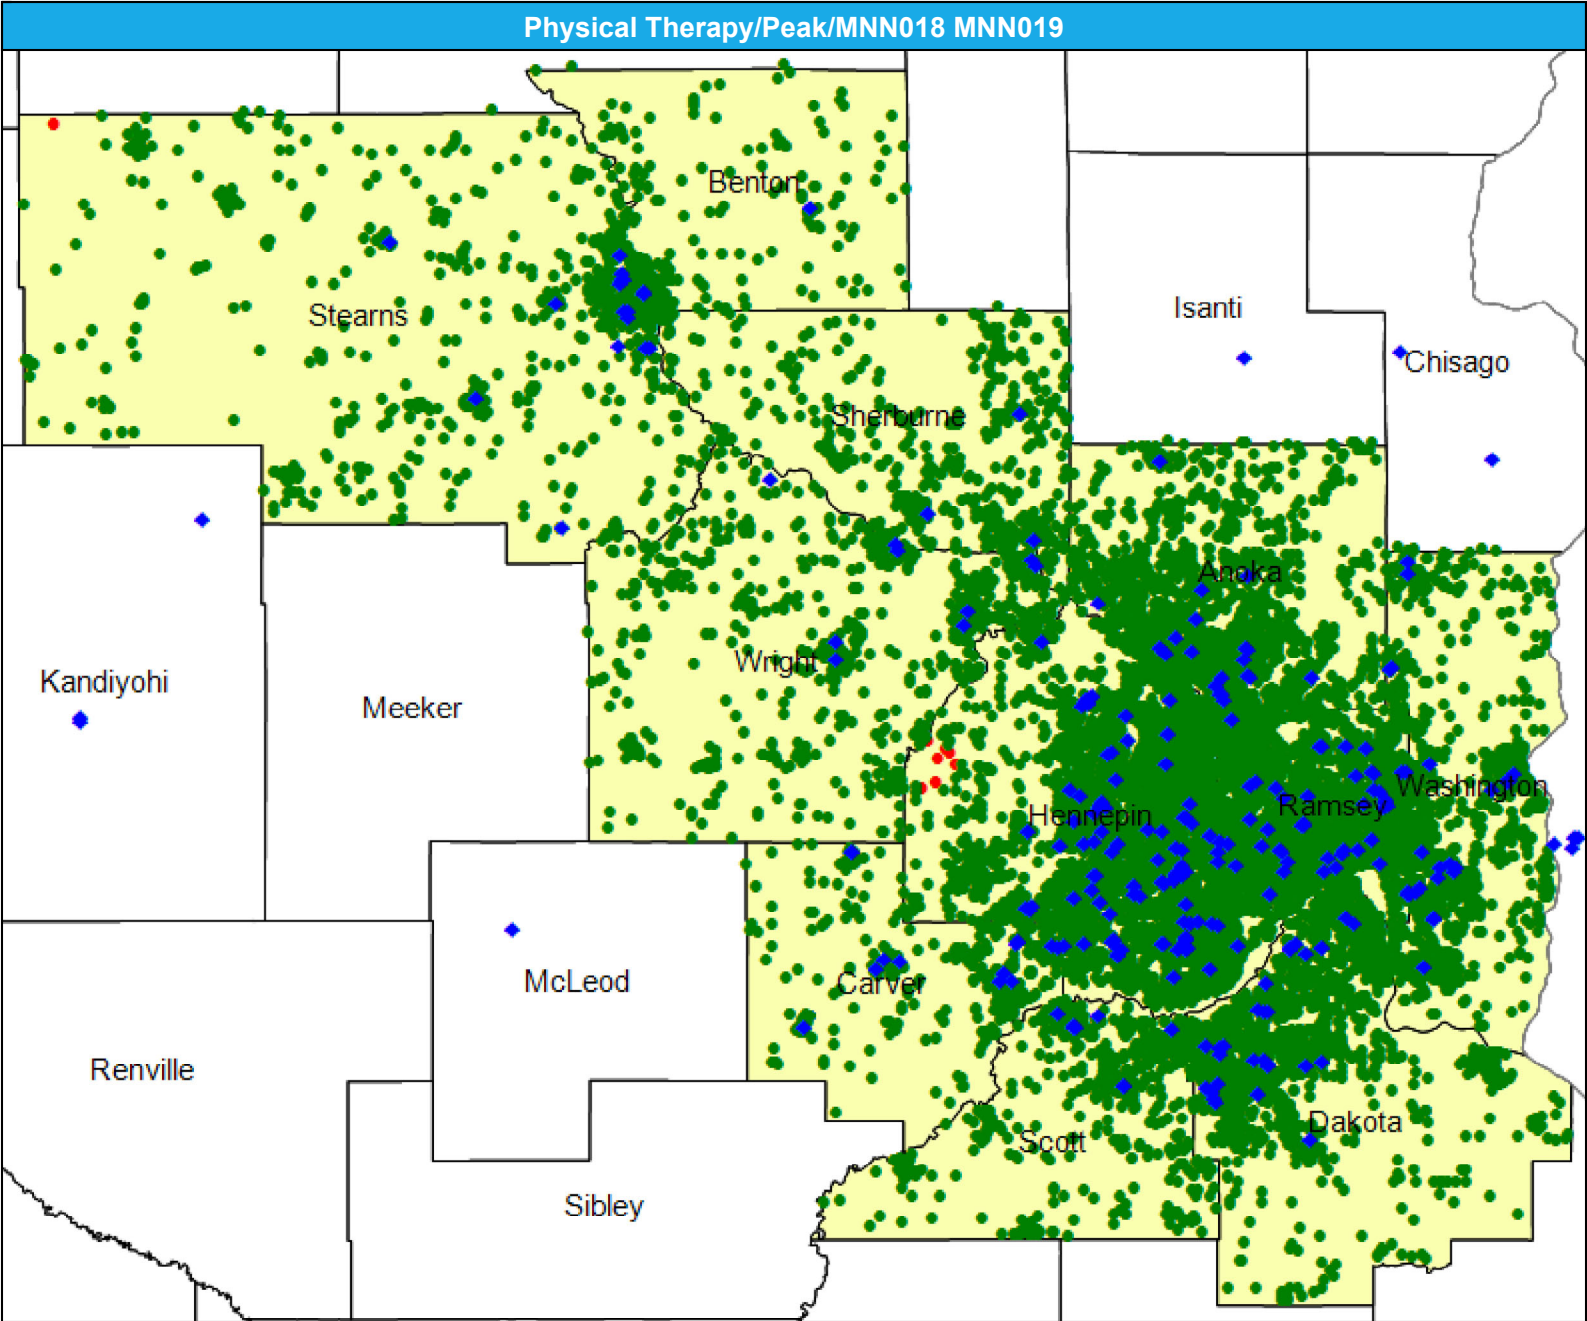 Physical Therapy/Peak/MNN018 MNN019
Benton
Stearns
Isanti
Chisago
Sherburne
Anoka
Wright
Kandiyohi
Meeker
Washington
Ramsey
Hennepin
McLeod
Carver
Renville
Dakota
Scott
Sibley